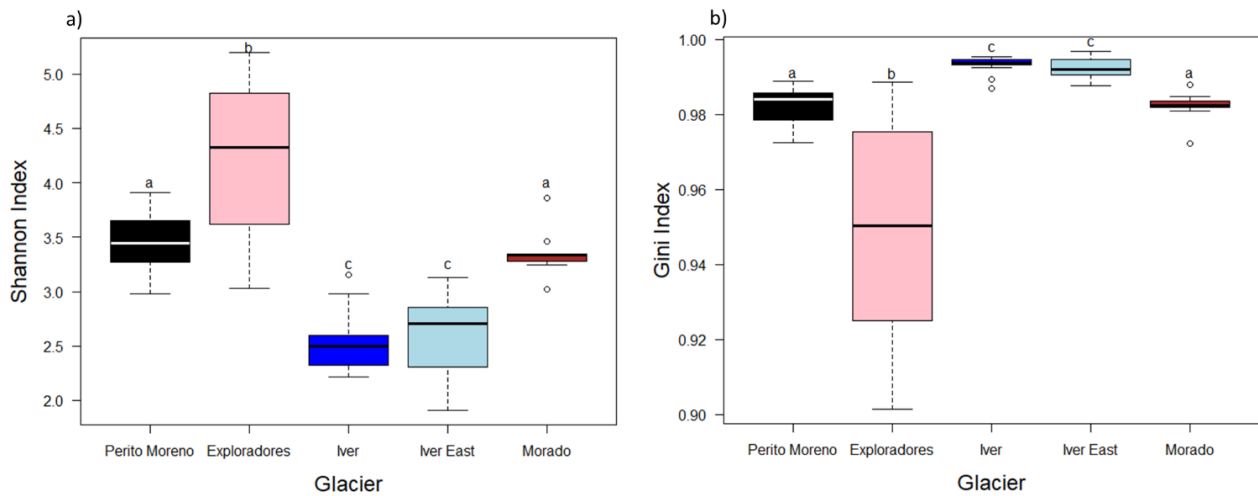 a)
Shannon Index
5.0
4.5
4.0
3.5
3.0
2.5
2.0
a
b
c
c
a
Perito Moreno Exploradores Iver Iver East Morado
Glacier
b)
Gini Index
1.00
0.98
0.96
0.94
0.92
0.90
a
b
c
c
a
Perito Moreno Exploradores Iver Iver East Morado
Glacier